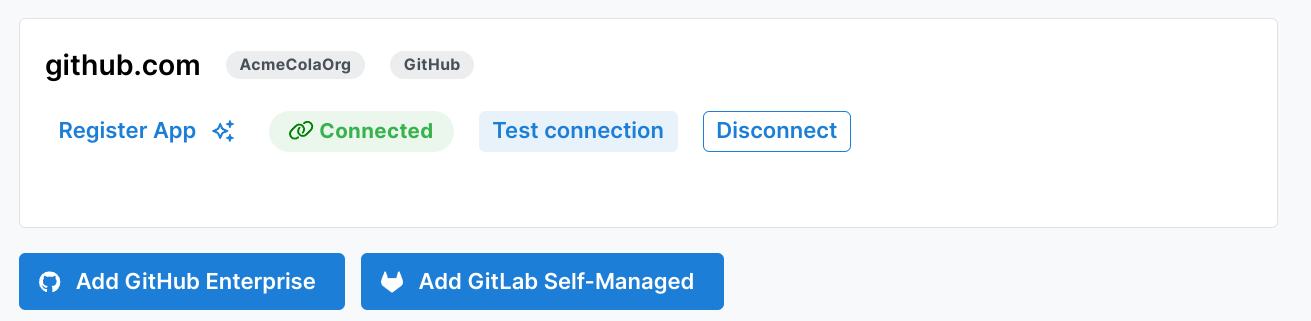 github.com AcmeColaOrg GitHub
Register App Connected Test connection Disconnect
Add GitHub Enterprise Add GitLab Self-Managed